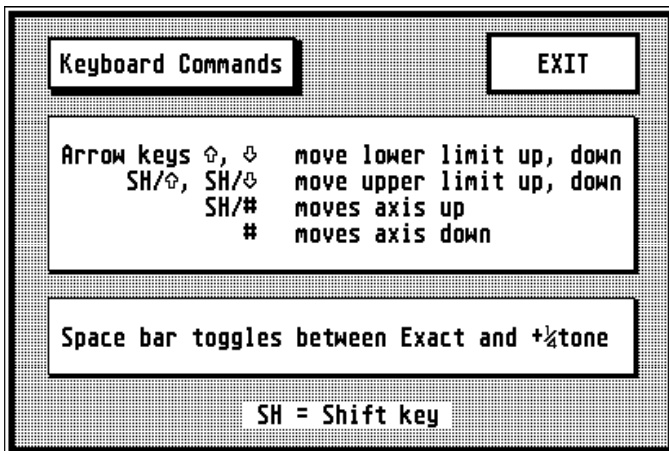 Keyboard Commands
EXIT
Arrow keys ⇧, ⇩ move lower limit up, down
SH/⇧, SH/⇩ move upper limit up, down
SH/# moves axis up
# moves axis down
Space bar toggles between Exact and +¼tone
SH = Shift key